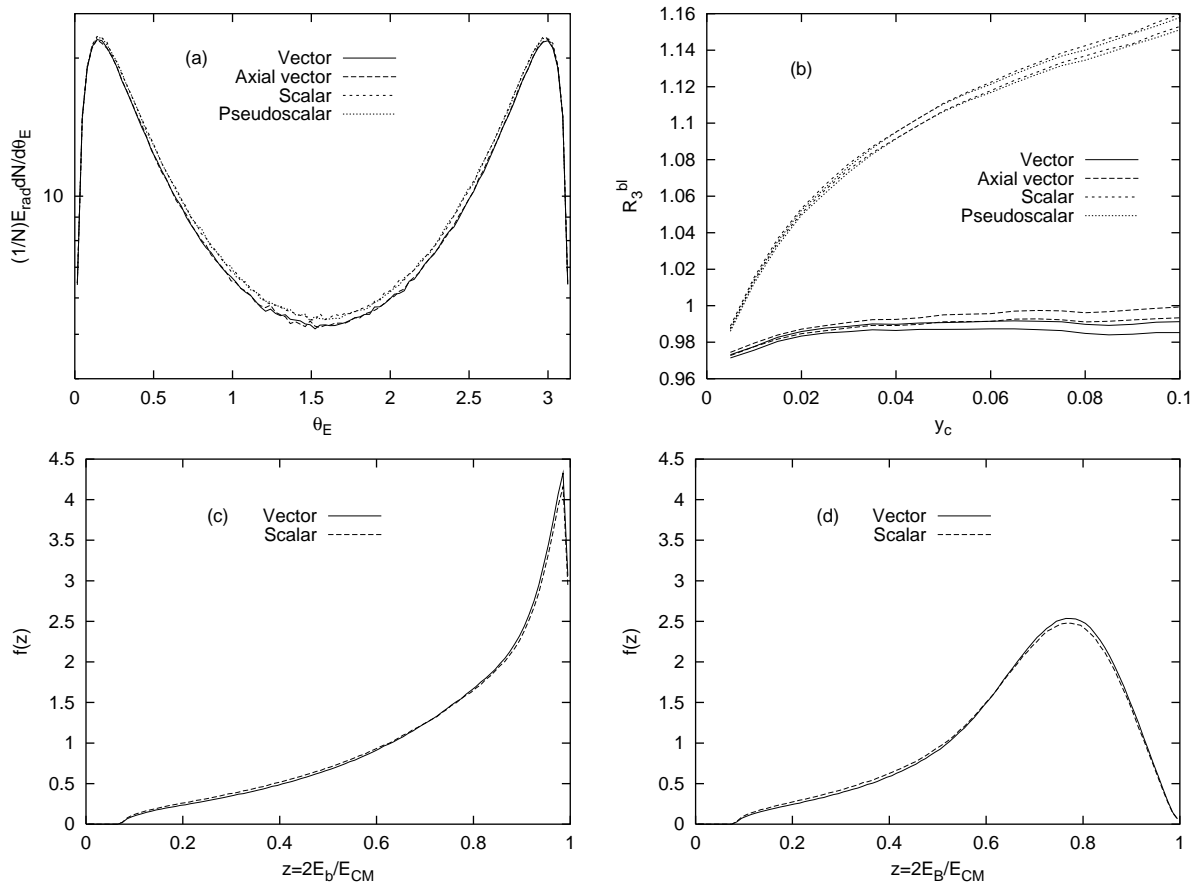 (1/N)E_rad dN/dθ_E
10
(a)
Vector
Axial vector
Scalar
Pseudoscalar
0 0.5 1 1.5 2 2.5 3
θ_E
R_3^bl
1.16
1.14
1.12
1.1
1.08
1.06
1.04
1.02
1
0.98
0.96
(b)
Vector
Axial vector
Scalar
Pseudoscalar
0 0.02 0.04 0.06 0.08 0.1
y_c
f(z)
4.5
4
3.5
3
2.5
2
1.5
1
0.5
0
(c)
Vector
Scalar
0 0.2 0.4 0.6 0.8 1
z=2E_b/E_CM
f(z)
4.5
4
3.5
3
2.5
2
1.5
1
0.5
0
(d)
Vector
Scalar
0 0.2 0.4 0.6 0.8 1
z=2E_B/E_CM